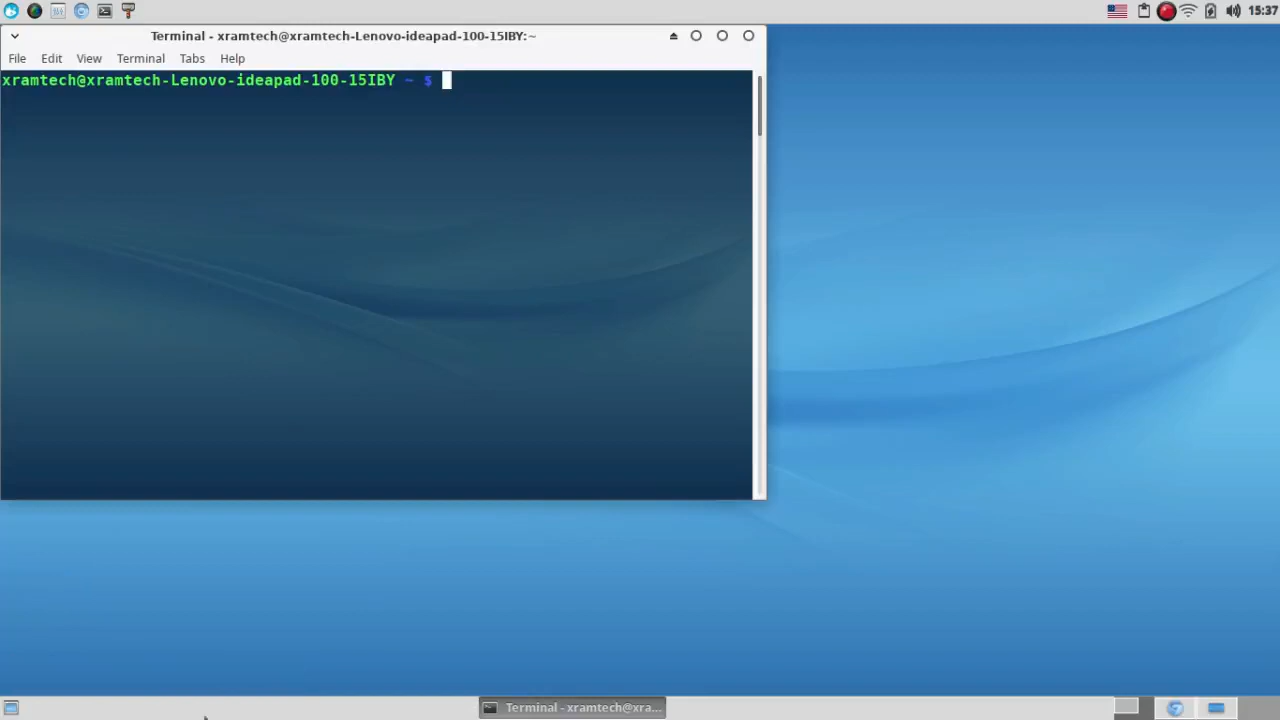 15:37
Terminal - xramtech@xramtech-Lenovo-ideapad-100-15IBY:~
File Edit View Terminal Tabs Help
xramtech@xramtech-Lenovo-ideapad-100-15IBY ~ $
Terminal - xramtech@xra...